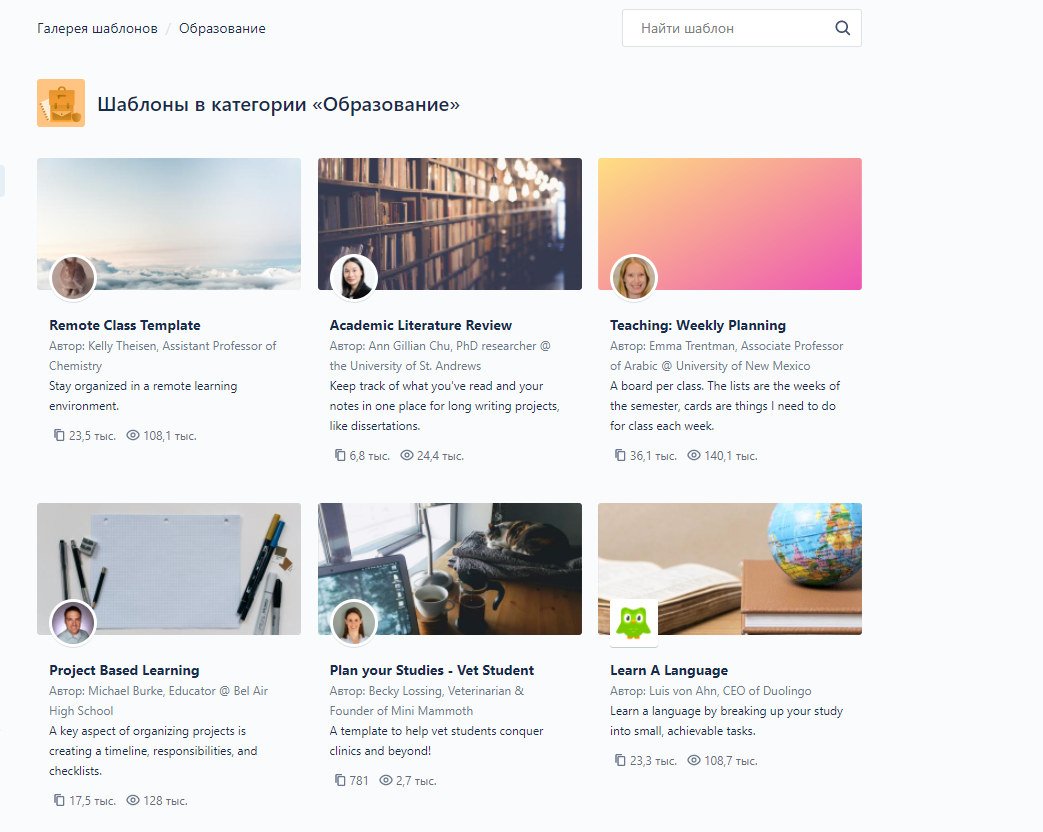 Галерея шаблонов / Образование
Найти шаблон
Шаблоны в категории «Образование»
Remote Class Template
Автор: Kelly Theisen, Assistant Professor of
Chemistry
Stay organized in a remote learning
environment.
23,5 тыс. 108,1 тыс.
Academic Literature Review
Автор: Ann Gillian Chu, PhD researcher @
the University of St. Andrews
Keep track of what you've read and your
notes in one place for long writing projects,
like dissertations.
6,8 тыс. 24,4 тыс.
Teaching: Weekly Planning
Автор: Emma Trentman, Associate Professor
of Arabic @ University of New Mexico
A board per class. The lists are the weeks of
the semester, cards are things I need to do
for class each week.
36,1 тыс. 140,1 тыс.
Project Based Learning
Автор: Michael Burke, Educator @ Bel Air
High School
A key aspect of organizing projects is
creating a timeline, responsibilities, and
checklists.
17,5 тыс. 128 тыс.
Plan your Studies - Vet Student
Автор: Becky Lossing, Veterinarian &
Founder of Mini Mammoth
A template to help vet students conquer
clinics and beyond!
781 2,7 тыс.
Learn A Language
Автор: Luis von Ahn, CEO of Duolingo
Learn a language by breaking up your study
into small, achievable tasks.
23,3 тыс. 108,7 тыс.